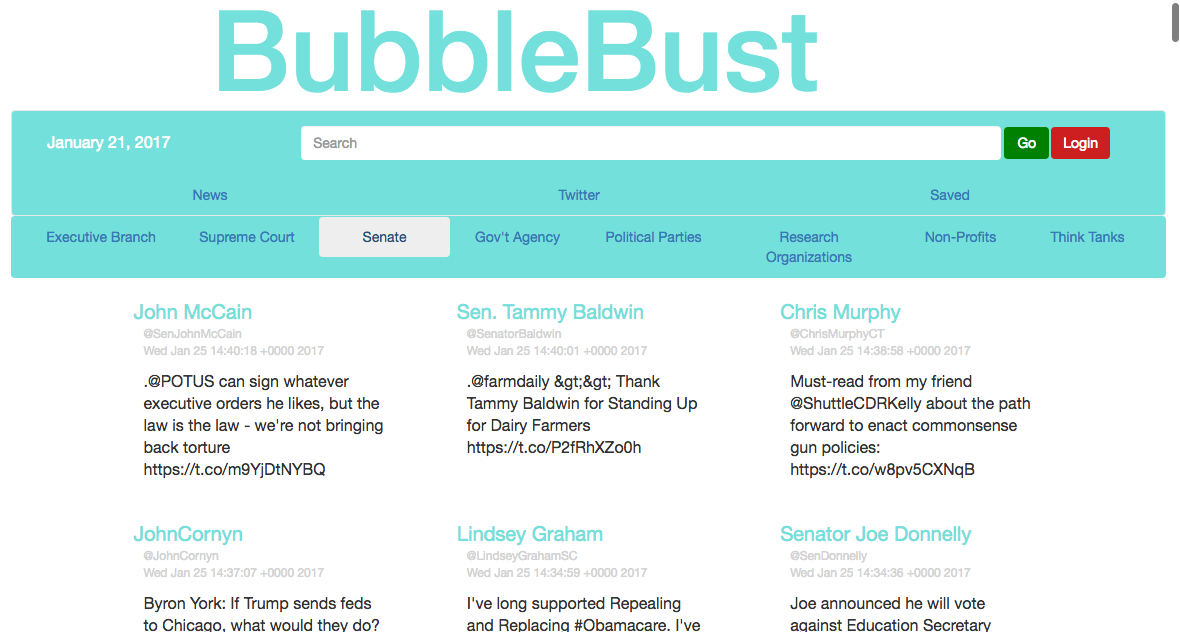 BubbleBust
January 21, 2017
Search
Go
Login
News
Twitter
Saved
Executive Branch
Supreme Court
Senate
Gov't Agency
Political Parties
Research
Organizations
Non-Profits
Think Tanks
John McCain
@SenJohnMcCain
Wed Jan 25 14:40:18 +0000 2017
.@POTUS can sign whatever
executive orders he likes, but the
law is the law - we're not bringing
back torture
https://t.co/m9YjDtNYBQ
Sen. Tammy Baldwin
@SenatorBaldwin
Wed Jan 25 14:40:01 +0000 2017
.@farmdaily &gt;&gt; Thank
Tammy Baldwin for Standing Up
for Dairy Farmers
https://t.co/P2fRhXZo0h
Chris Murphy
@ChrisMurphyCT
Wed Jan 25 14:38:58 +0000 2017
Must-read from my friend
@ShuttleCDRKelly about the path
forward to enact commonsense
gun policies:
https://t.co/w8pv5CXNqB
JohnCornyn
@JohnCornyn
Wed Jan 25 14:37:07 +0000 2017
Byron York: If Trump sends feds
to Chicago, what would they do?
Lindsey Graham
@LindseyGrahamSC
Wed Jan 25 14:34:59 +0000 2017
I've long supported Repealing
and Replacing #Obamacare. I've
Senator Joe Donnelly
@SenDonnelly
Wed Jan 25 14:34:36 +0000 2017
Joe announced he will vote
against Education Secretary